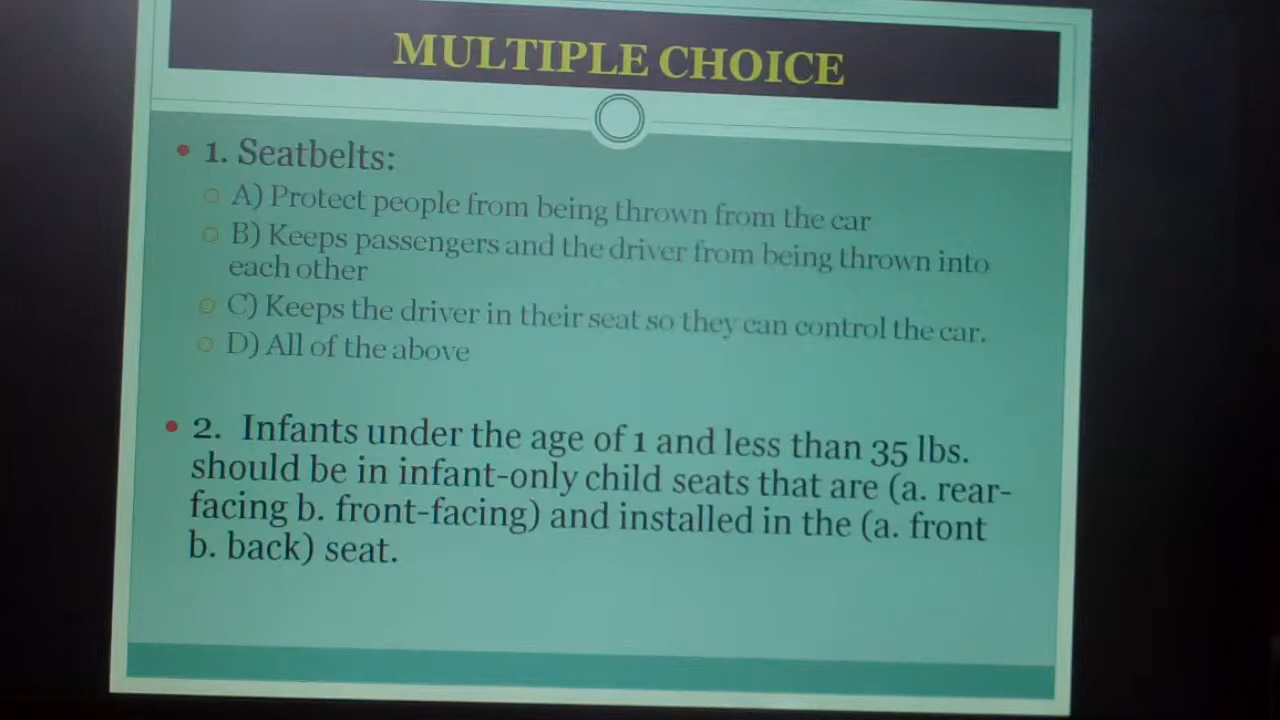 MULTIPLE CHOICE
1. Seatbelts:
A) Protect people from being thrown from the car
B) Keeps passengers and the driver from being thrown into
each other
C) Keeps the driver in their seat so they can control the car.
D) All of the above
2. Infants under the age of 1 and less than 35 lbs.
should be in infant-only child seats that are (a. rear-
facing b. front-facing) and installed in the (a. front
b. back) seat.